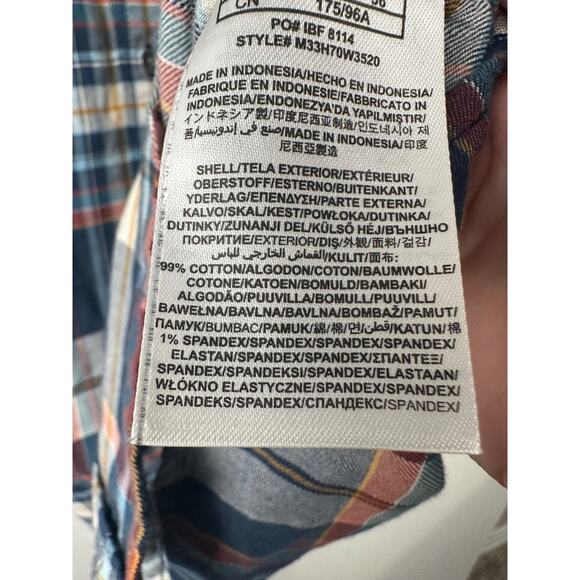 CN 175/96A
PO# IBF 8114
STYLE# M33H70W3520
MADE IN INDONESIA/HECHO EN INDONESIA/
FABRIQUE EN INDONESIE/FABBRICATO IN
INDONESIA/ENDONEZYA'DA YAPILMIŞTIR/
インドネシア製/印度尼西亚制造/인도네시아 제
품/صنع في إندونيسيا/MADE IN INDONESIA/印度
尼西亞製造
SHELL/TELA EXTERIOR/EXTÉRIEUR/
OBERSTOFF/ESTERNO/BUITENKANT/
YDERLAG/ΕΠΕΝΔΥΣΗ/PARTE EXTERNA/
KALVO/SKAL/KEST/POWŁOKA/DUTINKA/
DUTINKY/ZUNANJI DEL/KÜLSŐ HÉJ/ВЪНШНО
ПОКРИТИЕ/EXTERIOR/DIŞ/外観/面料/겉감/
القماش الخارجي للباس/KULIT/面布:
99% COTTON/ALGODON/COTON/BAUMWOLLE/
COTONE/KATOEN/BOMULD/BAMBAKI/
ALGODÃO/PUUVILLA/BOMULL/PUUVILL/
BAWEŁNA/BAVLNA/BAVLNA/BOMBAŽ/PAMUT/
ПАМУК/BUMBAC/PAMUK/綿/棉/면/قطن/KATUN/棉
1% SPANDEX/SPANDEX/SPANDEX/SPANDEX/
ELASTAN/SPANDEX/SPANDEX/ΣΠΑΝΤΕΞ/
SPANDEX/SPANDEKSI/SPANDEX/ELASTAAN/
WŁÓKNO ELASTYCZNE/SPANDEX/SPANDEX/
SPANDEKS/SPANDEX/СПАНДЕКС/SPANDEX/